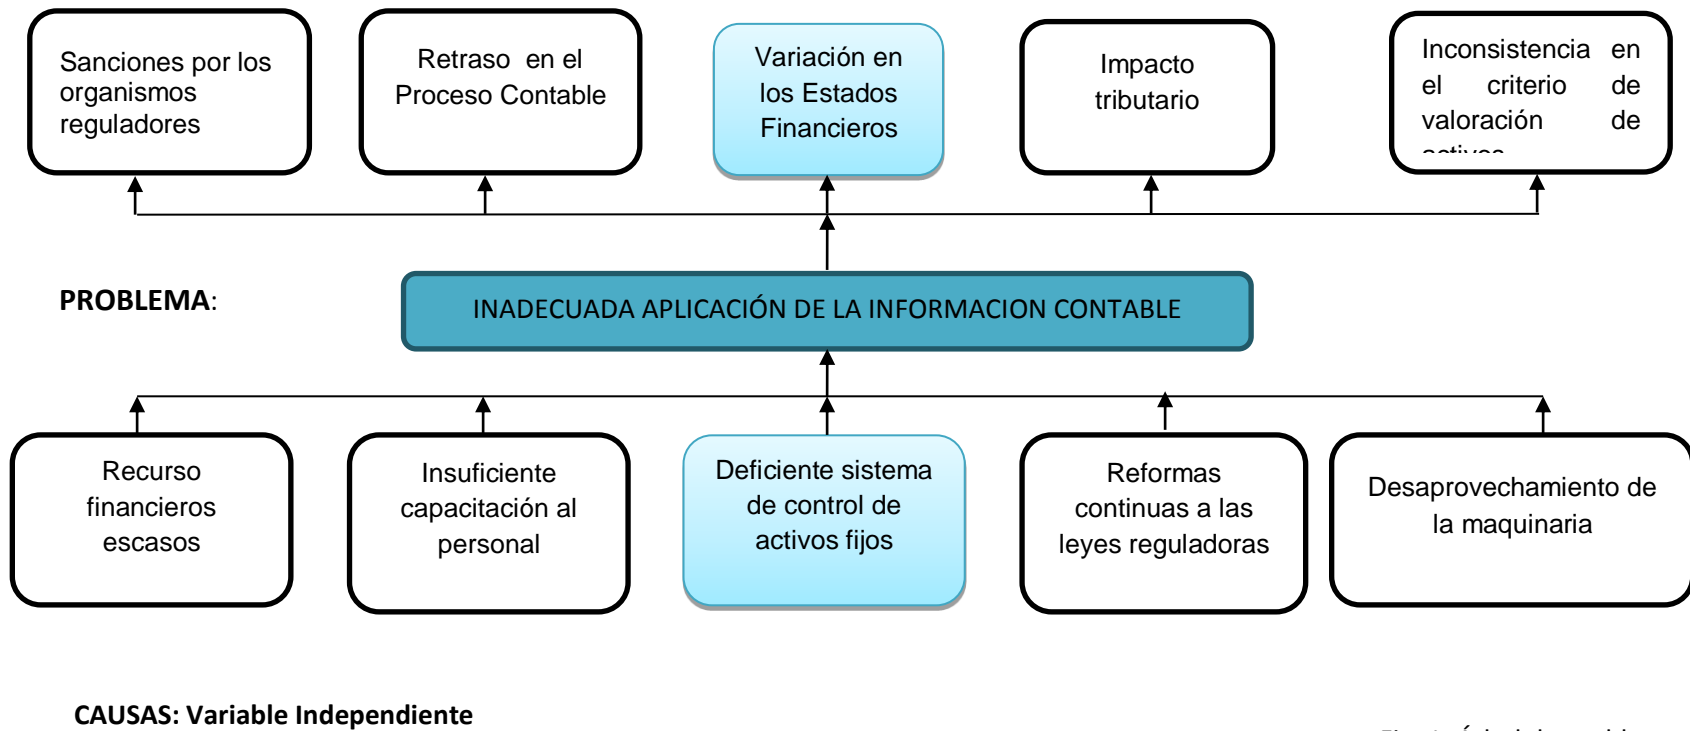 Sanciones por los
organismos
reguladores
Retraso en el
Proceso Contable
Variación en
los Estados
Financieros
Impacto
tributario
Inconsistencia en
el criterio de
valoración de
activos
PROBLEMA:
INADECUADA APLICACIÓN DE LA INFORMACION CONTABLE
Recurso
financieros
escasos
Insuficiente
capacitación al
personal
Deficiente sistema
de control de
activos fijos
Reformas
continuas a las
leyes reguladoras
Desaprovechamiento de
la maquinaria
CAUSAS: Variable Independiente